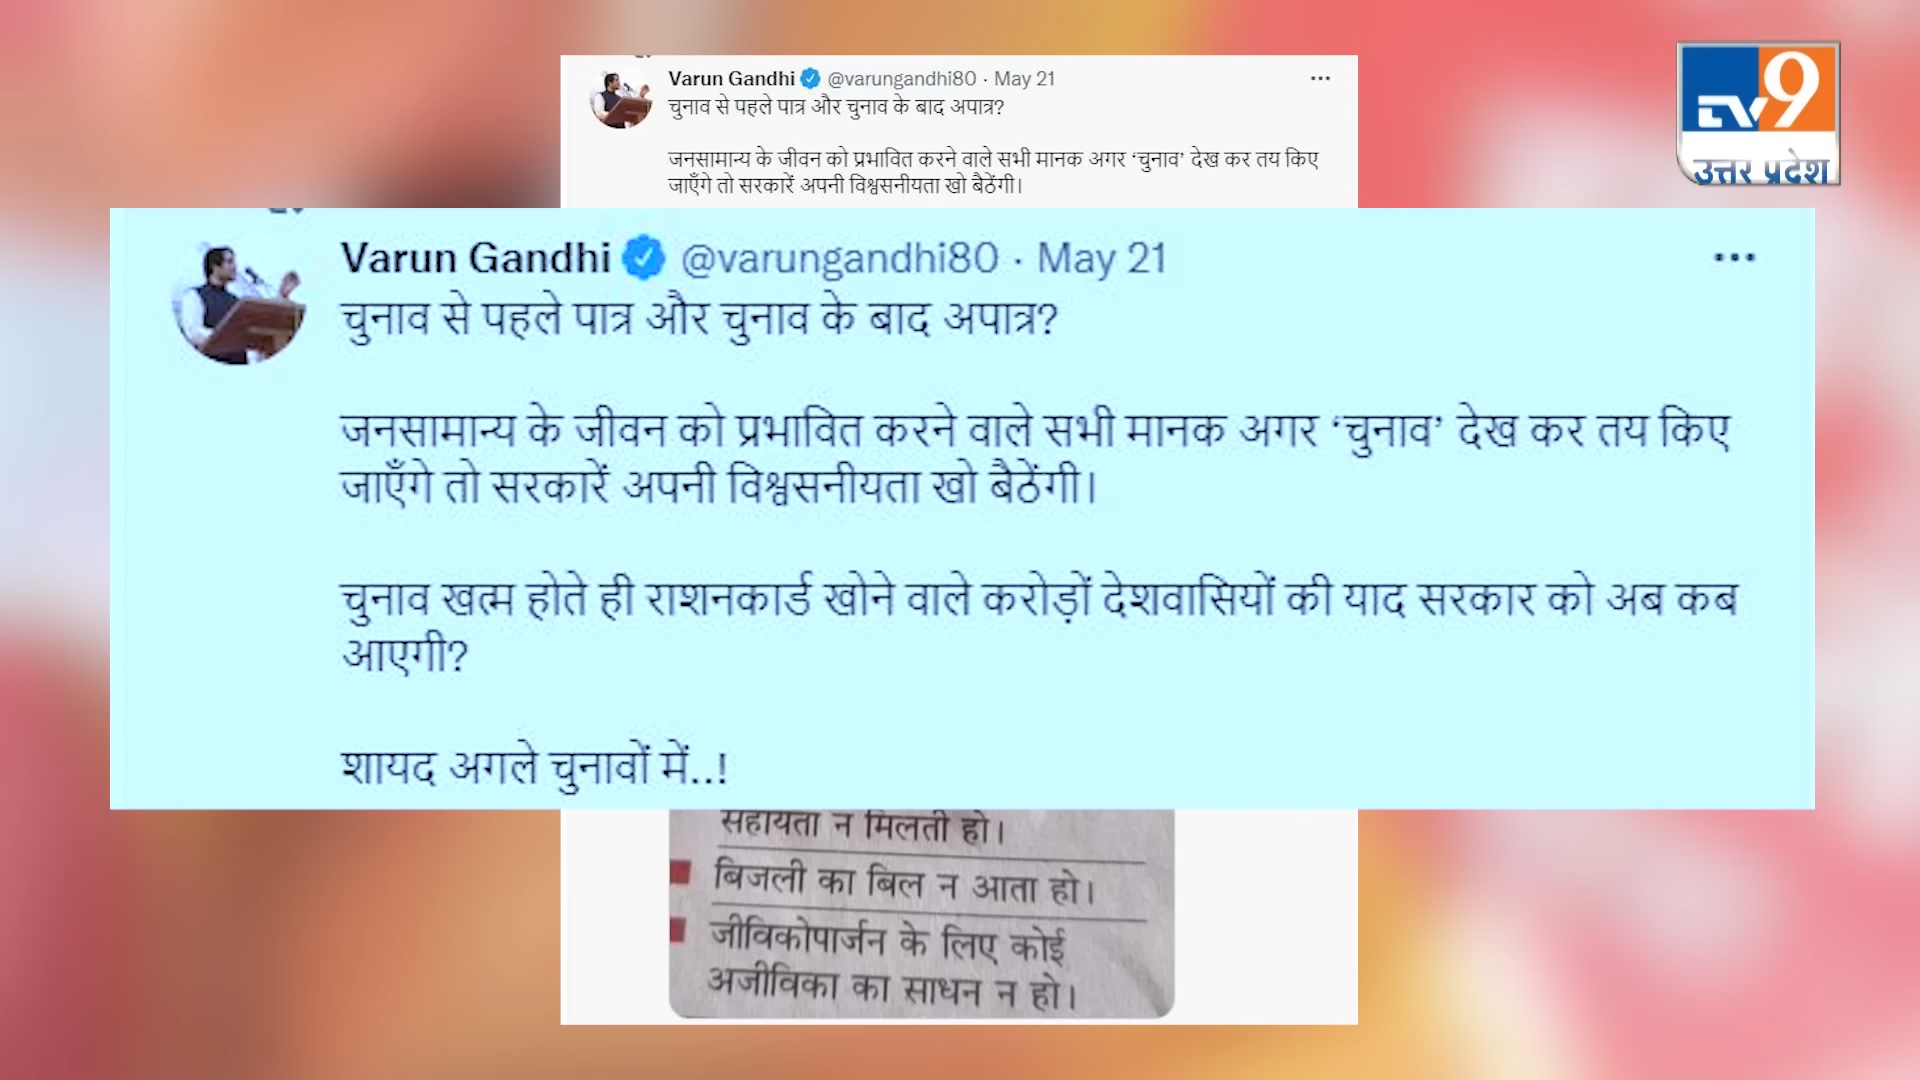 Varun Gandhi @varungandhi80 · May 21
चुनाव से पहले पात्र और चुनाव के बाद अपात्र?
जनसामान्य के जीवन को प्रभावित करने वाले सभी मानक अगर ‘चुनाव’ देख कर तय किए
जाएँगे तो सरकारें अपनी विश्वसनीयता खो बैठेंगी।
TV9
उत्तर प्रदेश
Varun Gandhi @varungandhi80 · May 21
चुनाव से पहले पात्र और चुनाव के बाद अपात्र?
जनसामान्य के जीवन को प्रभावित करने वाले सभी मानक अगर ‘चुनाव’ देख कर तय किए
जाएँगे तो सरकारें अपनी विश्वसनीयता खो बैठेंगी।
चुनाव खत्म होते ही राशनकार्ड खोने वाले करोड़ों देशवासियों की याद सरकार को अब कब
आएगी?
शायद अगले चुनावों में..!
सहायता न मिलती हो।
बिजली का बिल न आता हो।
जीविकोपार्जन के लिए कोई
अजीविका का साधन न हो।